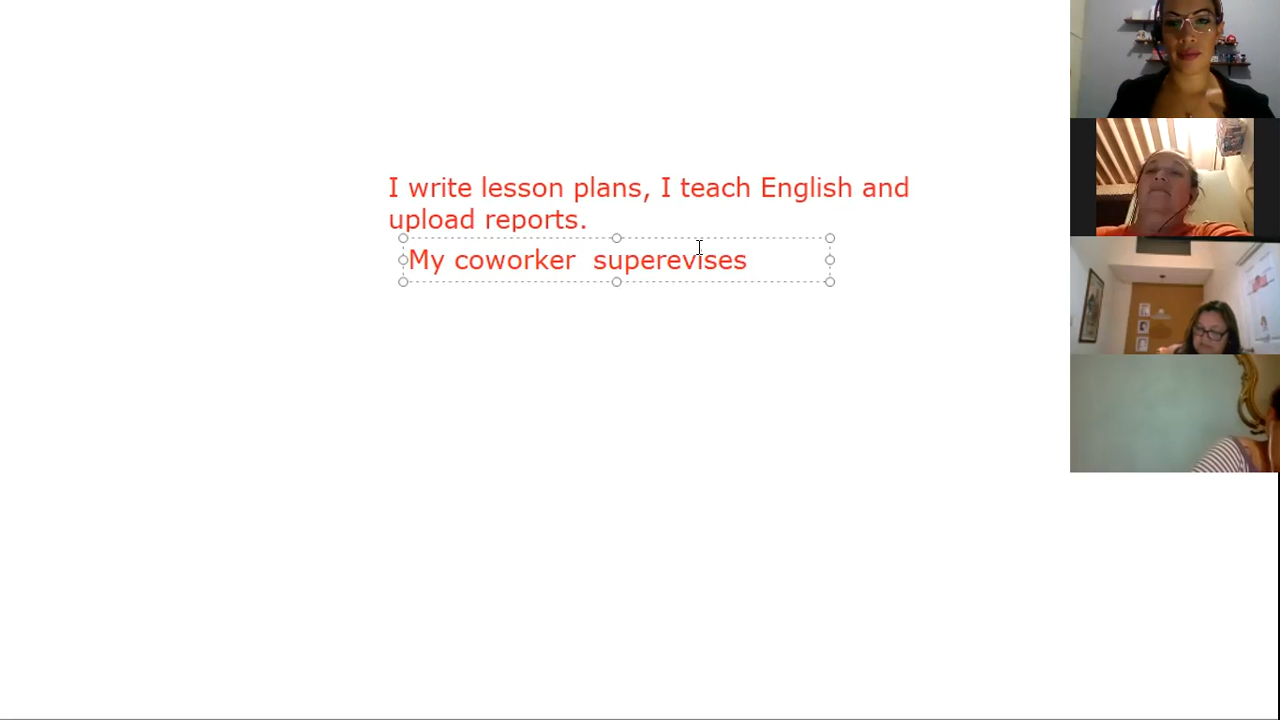 I write lesson plans, I teach English and
upload reports.
My coworker  superevises